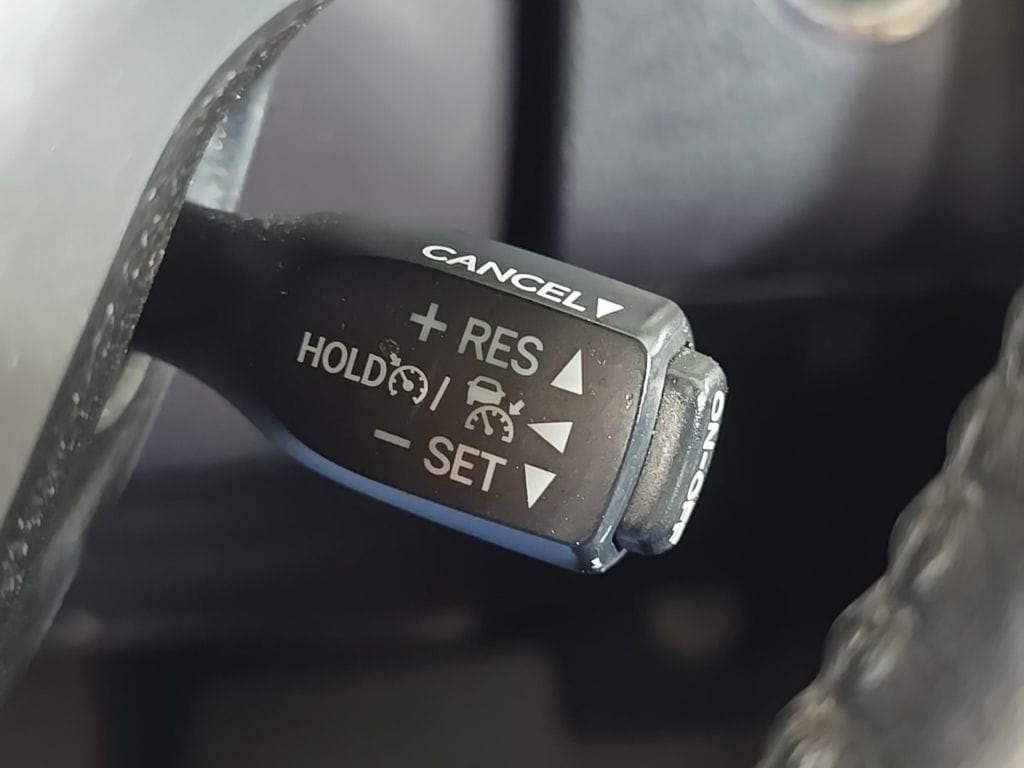 CANCEL▼
+ RES ▲
HOLD / ◀
− SET ▼
ON·OFF